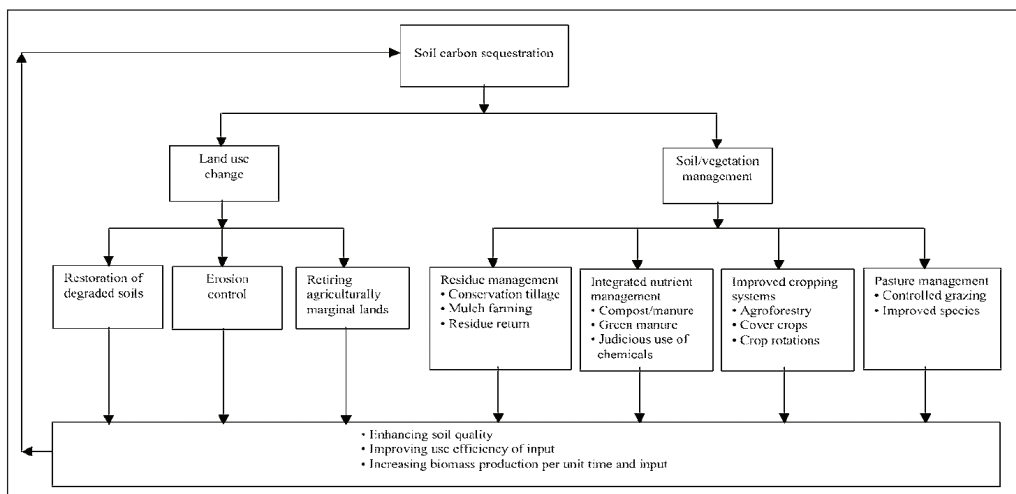 Soil carbon sequestration
Land use
change
Soil/vegetation
management
Restoration of
degraded soils
Erosion
control
Retiring
agriculturally
marginal lands
Residue management
• Conservation tillage
• Mulch farming
• Residue return
Integrated nutrient
management
• Compost/manure
• Green manure
• Judicious use of
chemicals
Improved cropping
systems
• Agroforestry
• Cover crops
• Crop rotations
Pasture management
• Controlled grazing
• Improved species
• Enhancing soil quality
• Improving use efficiency of input
• Increasing biomass production per unit time and input